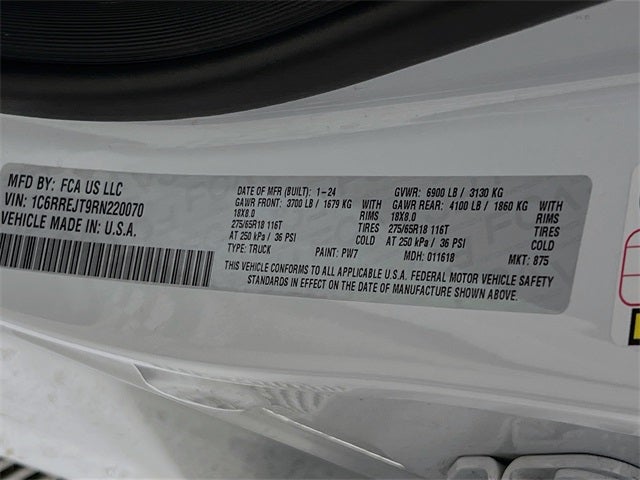 MFD BY: FCA US LLC
VIN: 1C6RREJT9RN220070
VEHICLE MADE IN U.S.A.
DATE OF MFR (BUILT): 1-24
GAWR FRONT: 3700 LB / 1679 KG WITH
18X8.0 RIMS
275/65R18 116T TIRES
AT 250 kPa / 36 PSI COLD
TYPE: TRUCK PAINT: PW7
GVWR: 6900 LB / 3130 KG
GAWR REAR: 4100 LB / 1860 KG WITH
18X8.0 RIMS
275/65R18 116T TIRES
AT 250 kPa / 36 PSI COLD
MDH: 011618 MKT: 875
THIS VEHICLE CONFORMS TO ALL APPLICABLE U.S.A. FEDERAL MOTOR VEHICLE SAFETY
STANDARDS IN EFFECT ON THE DATE OF MANUFACTURE SHOWN ABOVE.